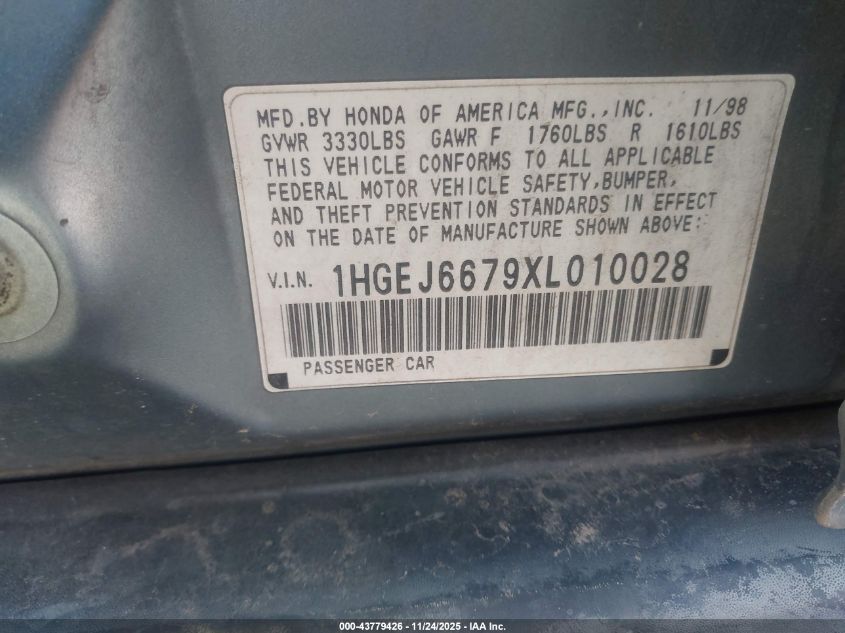 MFD.BY HONDA OF AMERICA MFG.,INC. 11/98
GVWR 3330LBS GAWR F 1760LBS R 1610LBS
THIS VEHICLE CONFORMS TO ALL APPLICABLE
FEDERAL MOTOR VEHICLE SAFETY,BUMPER,
AND THEFT PREVENTION STANDARDS IN EFFECT
ON THE DATE OF MANUFACTURE SHOWN ABOVE:
V.I.N. 1HGEJ6679XL010028
PASSENGER CAR
000-43779426 - 11/24/2025 - IAA Inc.